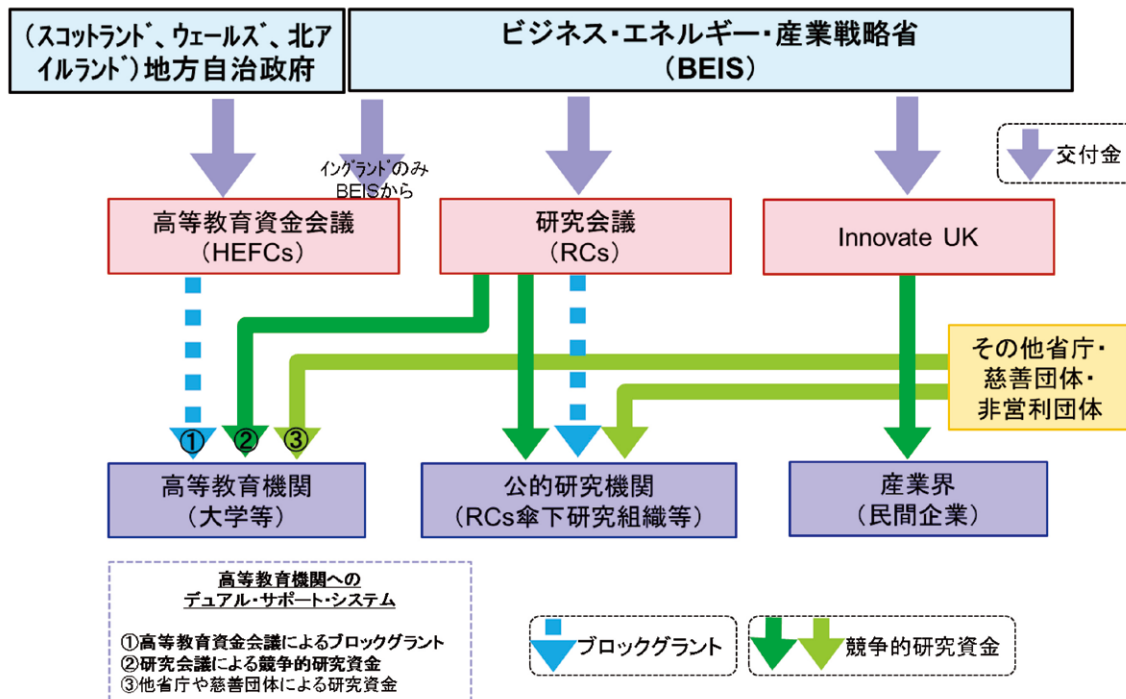 (スコットランド、ウェールズ、北ア
イルランド)地方自治政府
ビジネス・エネルギー・産業戦略省
(BEIS)
イングランドのみ
BEISから
交付金
高等教育資金会議
(HEFCs)
研究会議
(RCs)
Innovate UK
その他省庁・
慈善団体・
非営利団体
① ② ③
高等教育機関
(大学等)
公的研究機関
(RCs傘下研究組織等)
産業界
(民間企業)
高等教育機関への
デュアル・サポート・システム
①高等教育資金会議によるブロックグラント
②研究会議による競争的研究資金
③他省庁や慈善団体による研究資金
ブロックグラント
競争的研究資金